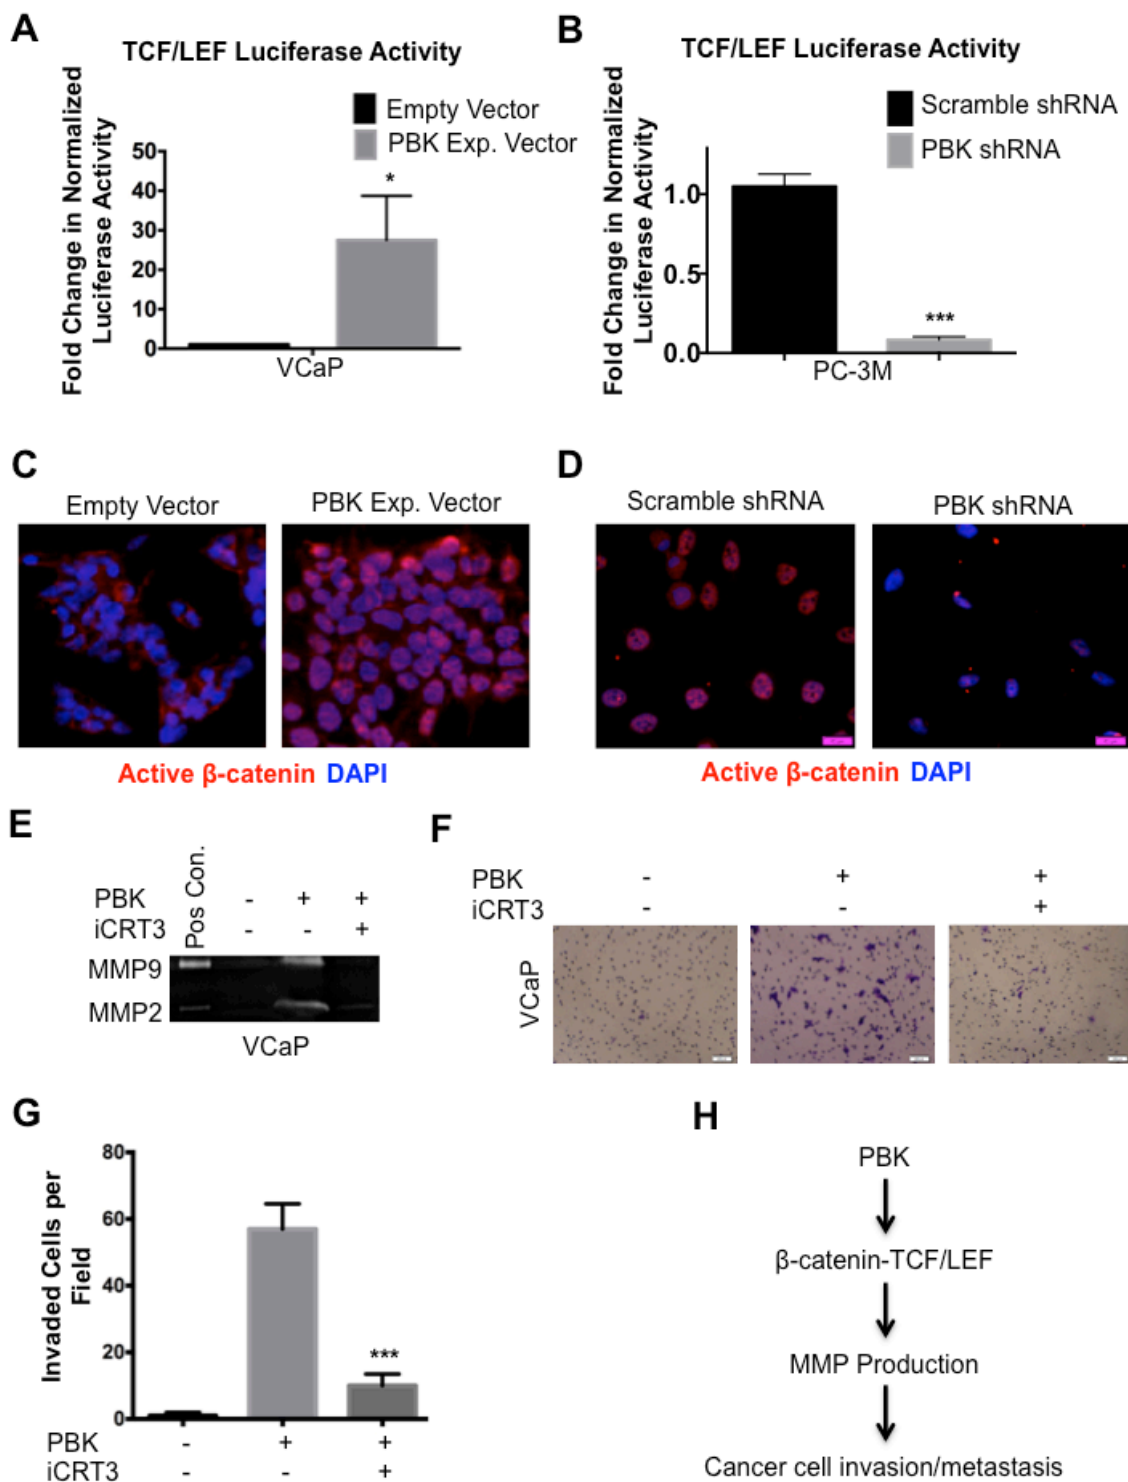 A
TCF/LEF Luciferase Activity
Empty Vector
PBK Exp. Vector
Fold Change in Normalized
Luciferase Activity
50
40
30
20
10
0
*
VCaP
B
TCF/LEF Luciferase Activity
Scramble shRNA
PBK shRNA
Fold Change in Normalized
Luciferase Activity
1.0
0.5
0.0
***
PC-3M
C
Empty Vector
PBK Exp. Vector
Active β-catenin DAPI
D
Scramble shRNA
PBK shRNA
Active β-catenin DAPI
E
Pos Con.
PBK - + +
iCRT3 - - +
MMP9
MMP2
VCaP
F
PBK - + +
iCRT3 - - +
VCaP
G
Invaded Cells per
Field
80
60
40
20
0
***
PBK - + +
iCRT3 - - +
H
PBK
β-catenin-TCF/LEF
MMP Production
Cancer cell invasion/metastasis